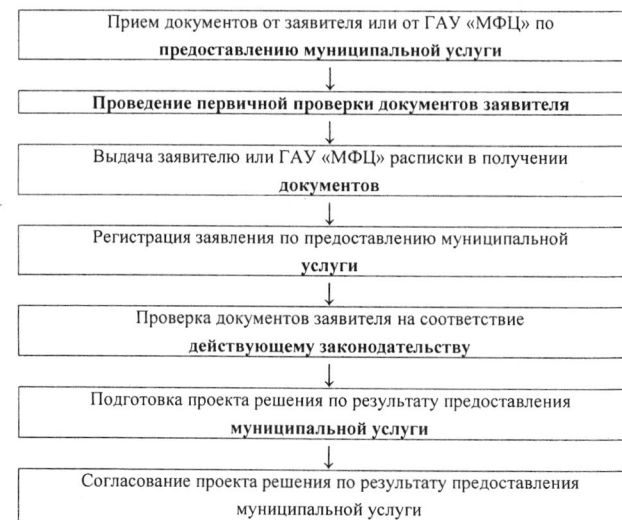 Прием документов от заявителя или от ГАУ «МФЦ» по
предоставлению муниципальной услуги
Проведение первичной проверки документов заявителя
Выдача заявителю или ГАУ «МФЦ» расписки в получении
документов
Регистрация заявления по предоставлению муниципальной
услуги
Проверка документов заявителя на соответствие
действующему законодательству
Подготовка проекта решения по результату предоставления
муниципальной услуги
Согласование проекта решения по результату предоставления
муниципальной услуги